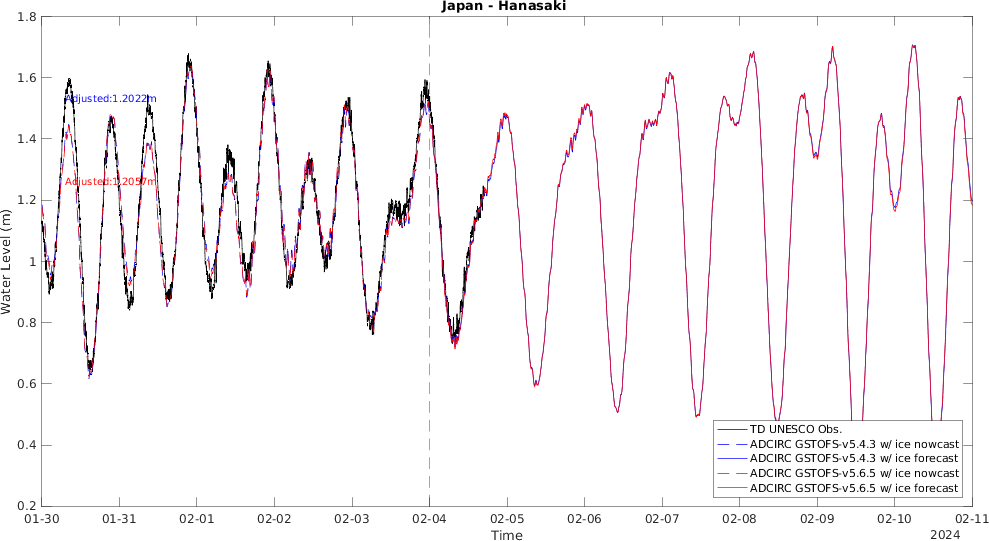 Japan - Hanasaki
1.8
1.6
1.4
1.2
1
0.8
0.6
0.4
0.2
Water Level (m)
Adjusted:1.2022m
Adjusted:1.2057m
TD UNESCO Obs.
ADCIRC GSTOFS-v5.4.3 w/ ice nowcast
ADCIRC GSTOFS-v5.4.3 w/ ice forecast
ADCIRC GSTOFS-v5.6.5 w/ ice nowcast
ADCIRC GSTOFS-v5.6.5 w/ ice forecast
01-30 01-31 02-01 02-02 02-03 02-04 02-05 02-06 02-07 02-08 02-09 02-10 02-11
Time
2024